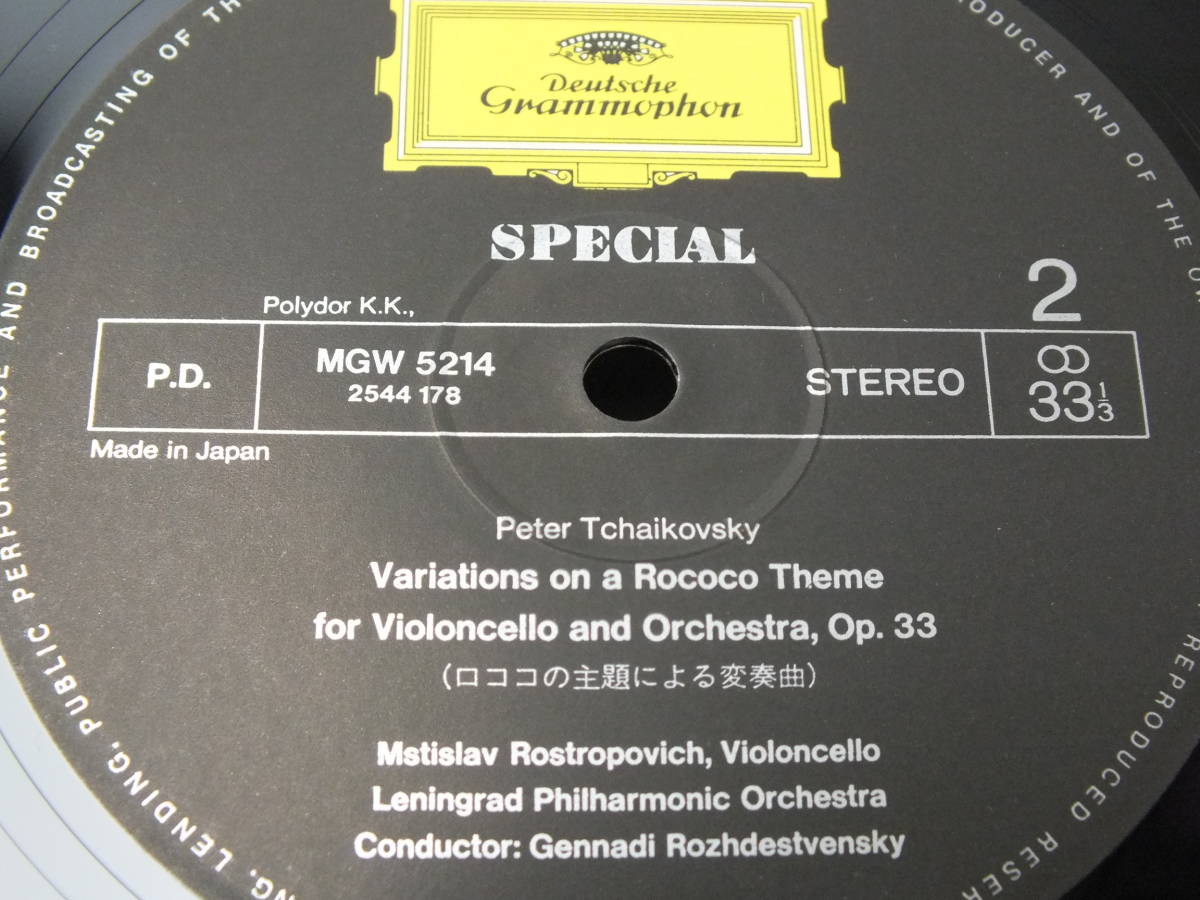 Deutsche
Grammophon
SPECIAL
2
Polydor K.K.,
P.D.
MGW 5214
2544 178
STEREO
33 1/3
Made in Japan
Peter Tchaikovsky
Variations on a Rococo Theme
for Violoncello and Orchestra, Op. 33
(ロココの主題による変奏曲)
Mstislav Rostropovich, Violoncello
Leningrad Philharmonic Orchestra
Conductor: Gennadi Rozhdestvensky
LENDING, PUBLIC PERFORMANCE AND BROADCASTING OF
PRODUCER AND OF THE
REPRODUCED